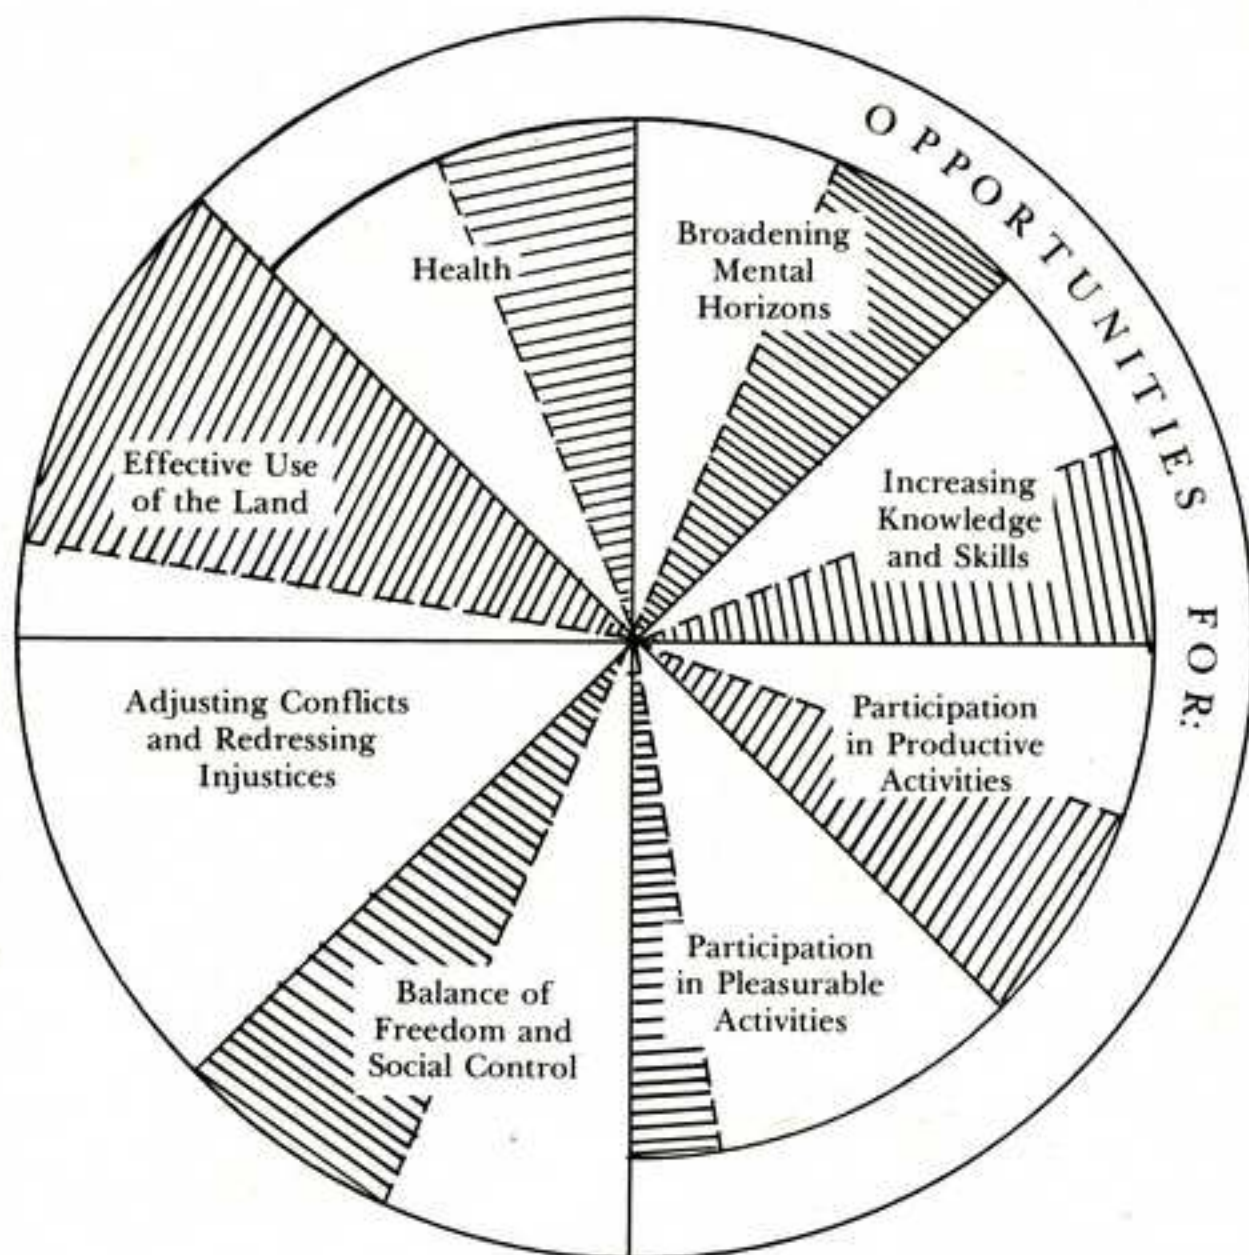 OPPORTUNITIES FOR:
Health
Broadening
Mental
Horizons
Increasing
Knowledge
and Skills
Participation
in Productive
Activities
Participation
in Pleasurable
Activities
Balance of
Freedom and
Social Control
Adjusting Conflicts
and Redressing
Injustices
Effective Use
of the Land